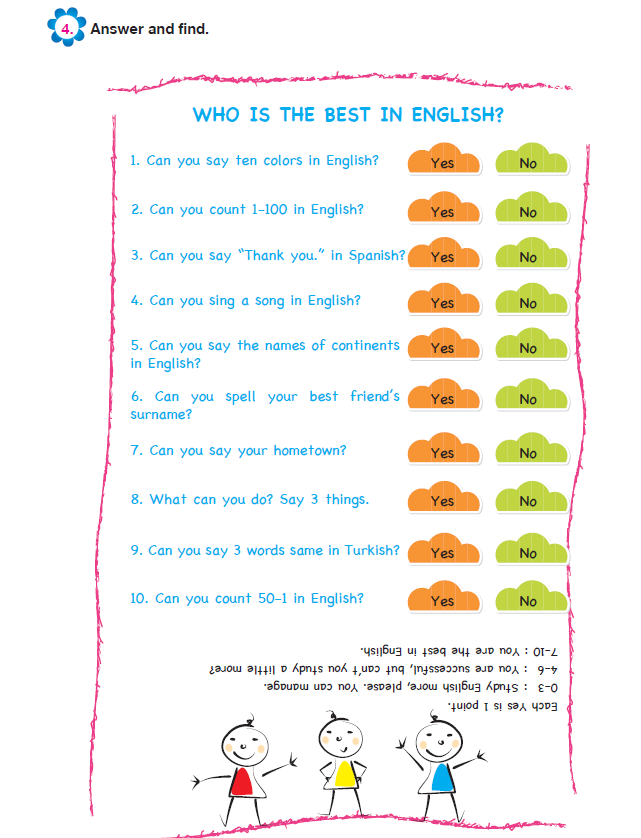 4. Answer and find.
WHO IS THE BEST IN ENGLISH?
1. Can you say ten colors in English? Yes No
2. Can you count 1-100 in English? Yes No
3. Can you say “Thank you.” in Spanish? Yes No
4. Can you sing a song in English? Yes No
5. Can you say the names of continents Yes No
in English?
6. Can you spell your best friend’s Yes No
surname?
7. Can you say your hometown? Yes No
8. What can you do? Say 3 things. Yes No
9. Can you say 3 words same in Turkish? Yes No
10. Can you count 50-1 in English? Yes No
Each Yes is 1 point.
0-3 : Study English more, please. You can manage.
4-6 : You are successful, but can’t you study a little more?
7-10 : You are the best in English.